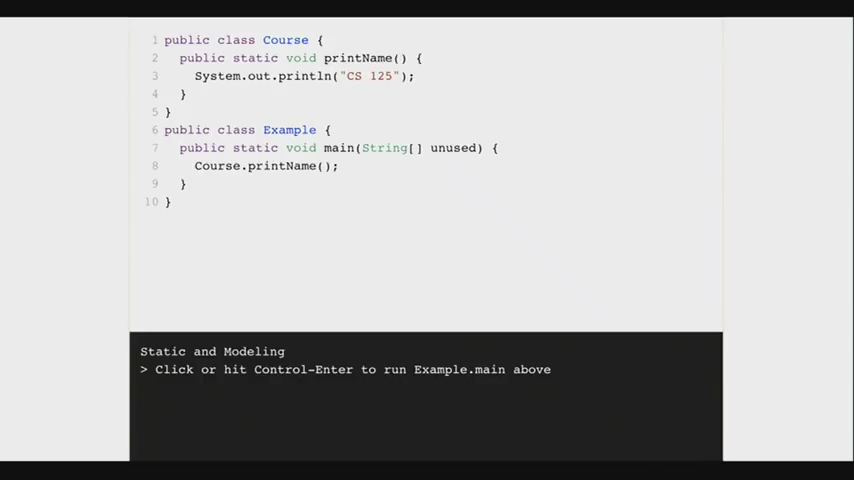 1 public class Course {
2 public static void printName() {
3 System.out.println("CS 125");
4 }
5 }
6 public class Example {
7 public static void main(String[] unused) {
8 Course.printName();
9 }
10 }
Static and Modeling
> Click or hit Control-Enter to run Example.main above